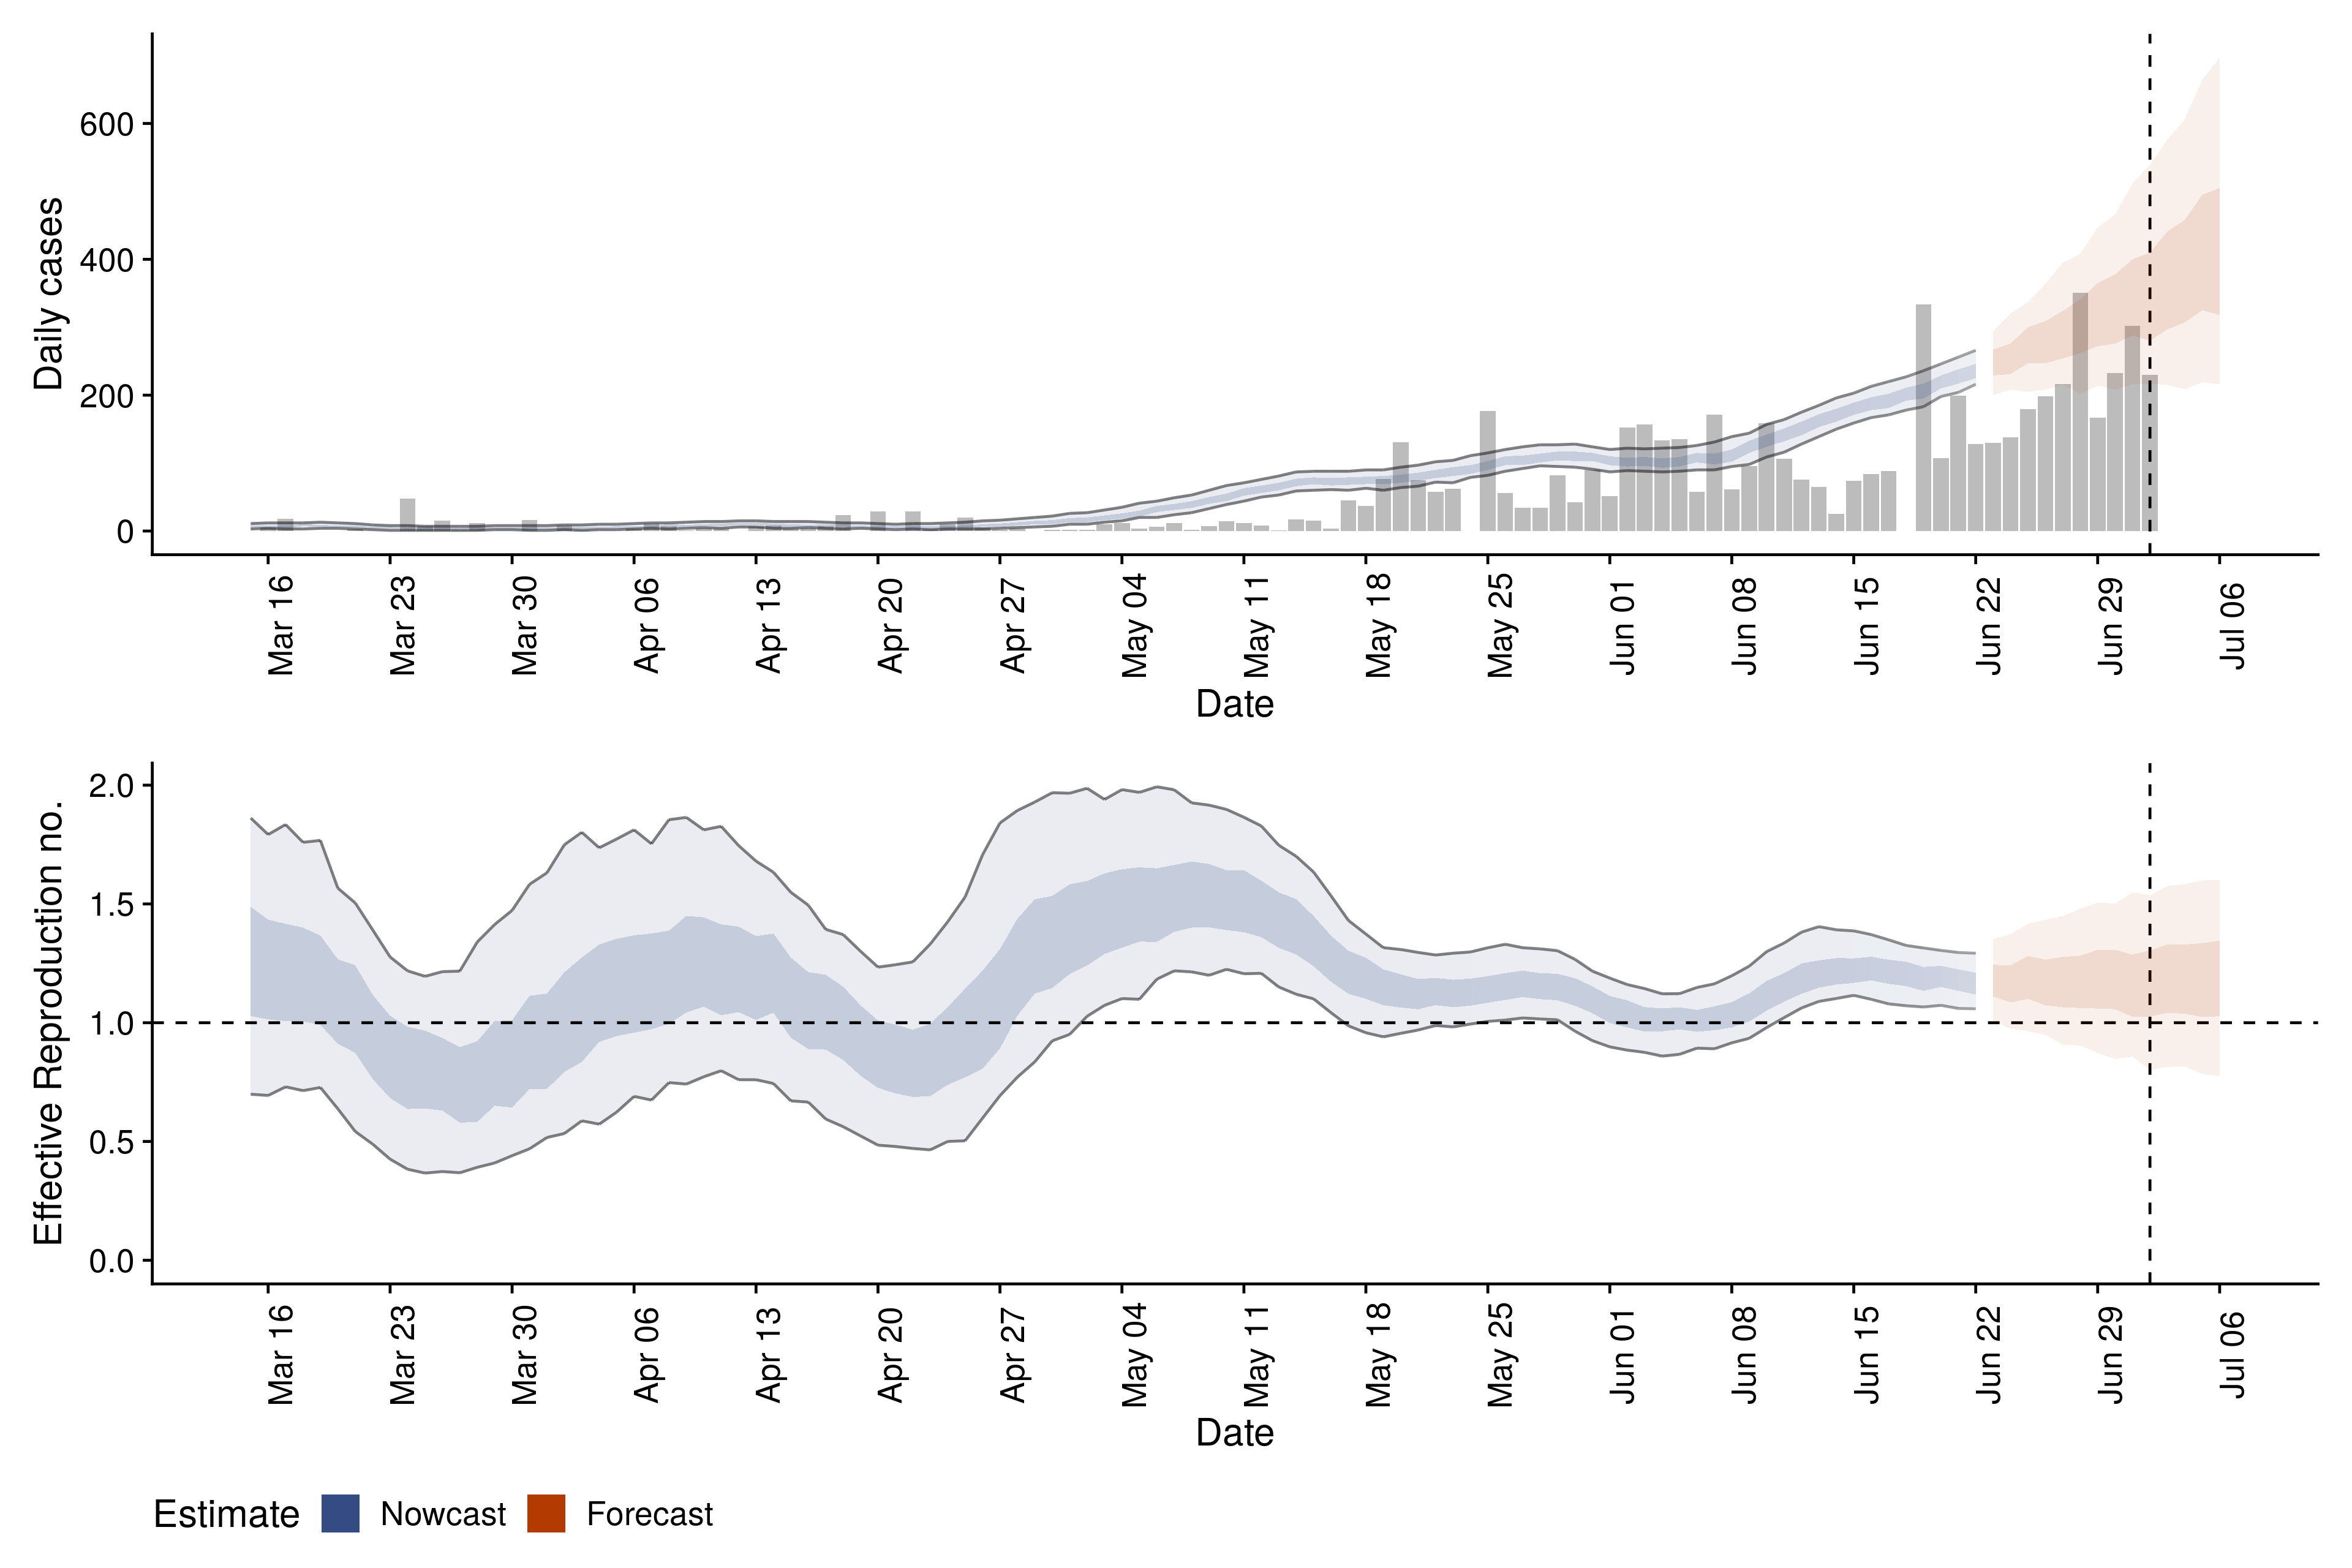 Daily cases
600
400
200
0
Mar 16
Mar 23
Mar 30
Apr 06
Apr 13
Apr 20
Apr 27
May 04
May 11
May 18
May 25
Jun 01
Jun 08
Jun 15
Jun 22
Jun 29
Jul 06
Date
Effective Reproduction no.
2.0
1.5
1.0
0.5
0.0
Mar 16
Mar 23
Mar 30
Apr 06
Apr 13
Apr 20
Apr 27
May 04
May 11
May 18
May 25
Jun 01
Jun 08
Jun 15
Jun 22
Jun 29
Jul 06
Date
Estimate Nowcast Forecast